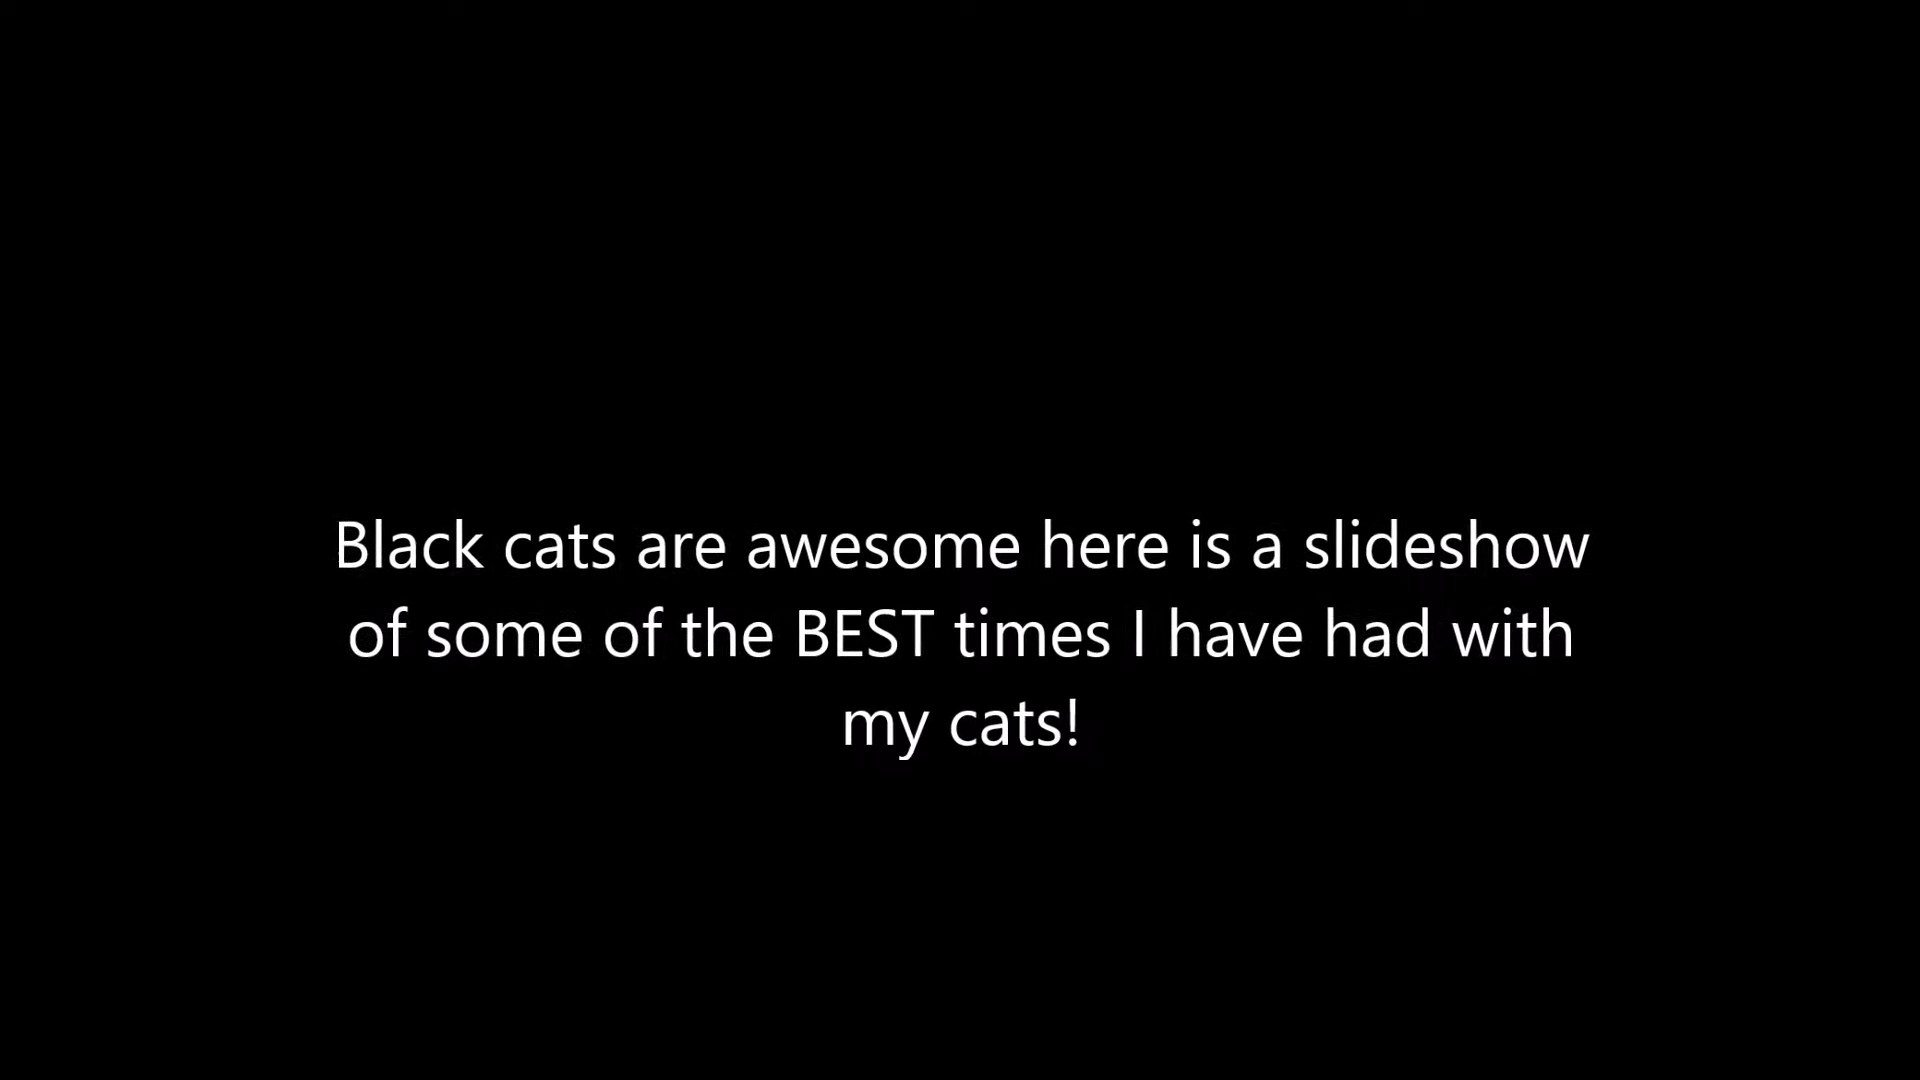 Black cats are awesome here is a slideshow
of some of the BEST times I have had with
my cats!